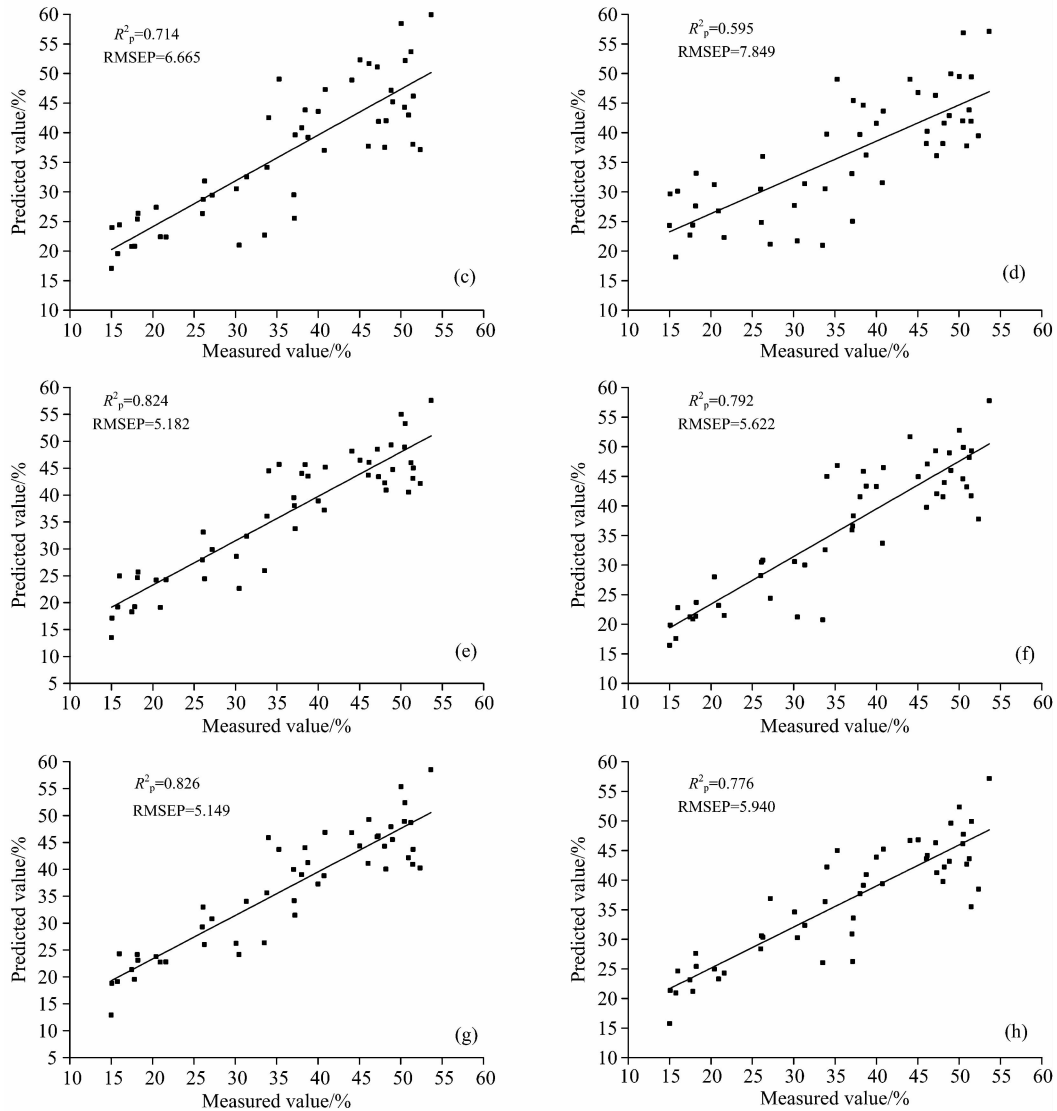 R²p=0.714
RMSEP=6.665
60
55
50
45
40
35
30
25
20
15
10
Predicted value/%
(c)
10 15 20 25 30 35 40 45 50 55 60
Measured value/%
R²p=0.595
RMSEP=7.849
60
55
50
45
40
35
30
25
20
15
10
Predicted value/%
(d)
10 15 20 25 30 35 40 45 50 55 60
Measured value/%
R²p=0.824
RMSEP=5.182
60
55
50
45
40
35
30
25
20
15
10
5
Predicted value/%
(e)
10 15 20 25 30 35 40 45 50 55 60
Measured value/%
R²p=0.792
RMSEP=5.622
60
55
50
45
40
35
30
25
20
15
10
Predicted value/%
(f)
10 15 20 25 30 35 40 45 50 55 60
Measured value/%
R²p=0.826
RMSEP=5.149
60
55
50
45
40
35
30
25
20
15
10
5
Predicted value/%
(g)
10 15 20 25 30 35 40 45 50 55 60
Measured value/%
R²p=0.776
RMSEP=5.940
60
55
50
45
40
35
30
25
20
15
10
Predicted value/%
(h)
10 15 20 25 30 35 40 45 50 55 60
Measured value/%